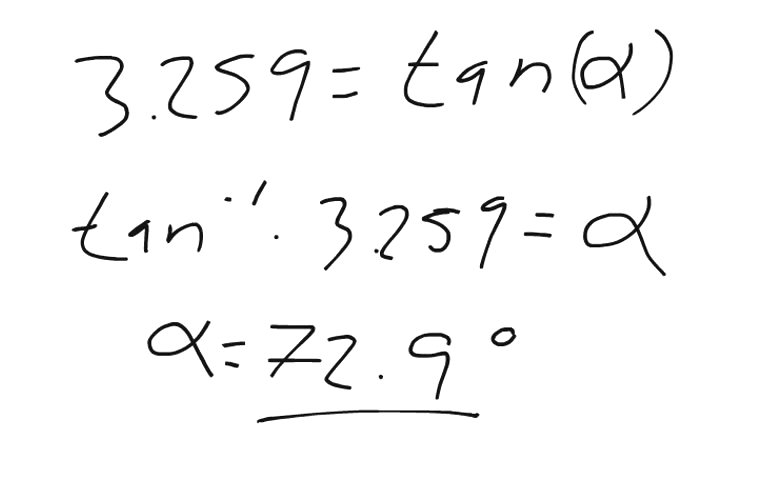 3.259 = tan(α)
tan⁻¹ · 3.259 = α
α = 72.9°